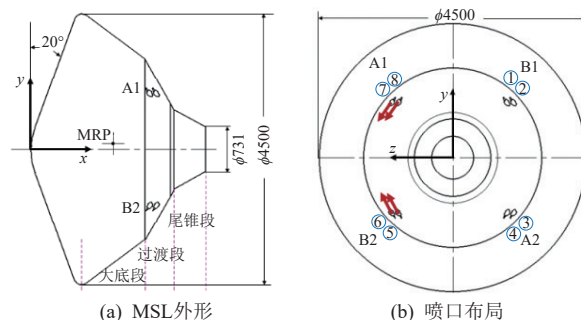 20°
y
A1
MRP
x
B2
尾锥段
过渡段
大底段
ϕ731
ϕ4500
(a) MSL外形
ϕ4500
A1
B1
⑧
①
⑦
②
y
z
⑥
③
⑤
④
B2
A2
(b) 喷口布局